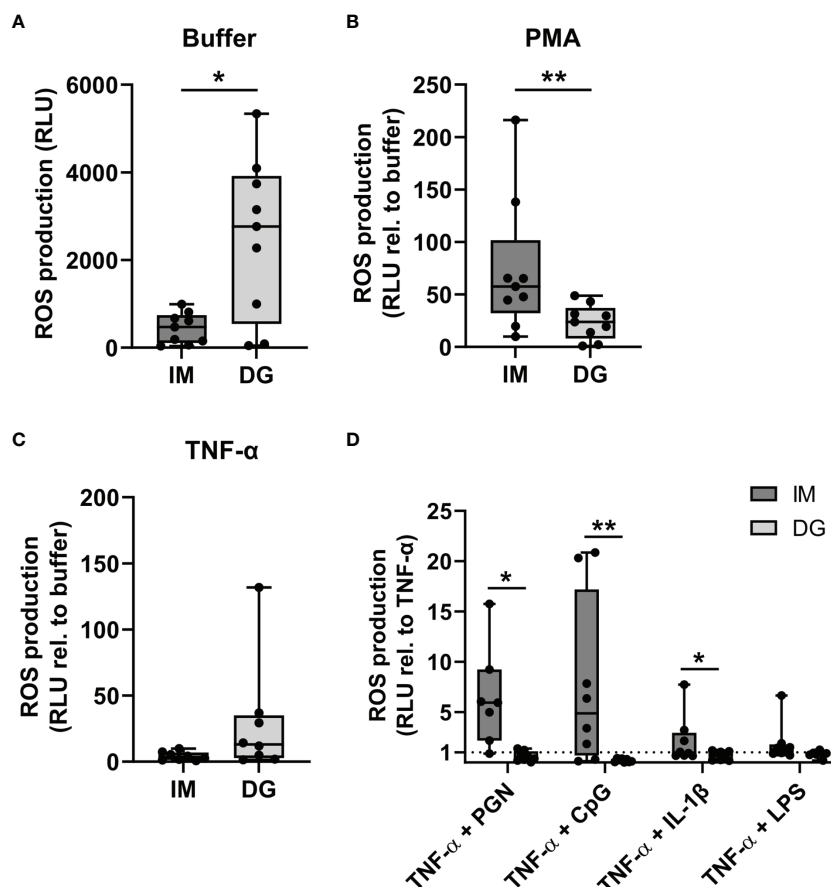 A
Buffer
*
ROS production (RLU)
6000
4000
2000
0
IM
DG
B
PMA
**
ROS production
(RLU rel. to buffer)
250
200
150
100
50
0
IM
DG
C
TNF-α
ROS production
(RLU rel. to buffer)
200
150
100
50
0
IM
DG
D
IM
DG
ROS production
(RLU rel. to TNF-α)
25
20
15
10
5
1
*
**
*
TNF-α + PGN
TNF-α + CpG
TNF-α + IL-1β
TNF-α + LPS